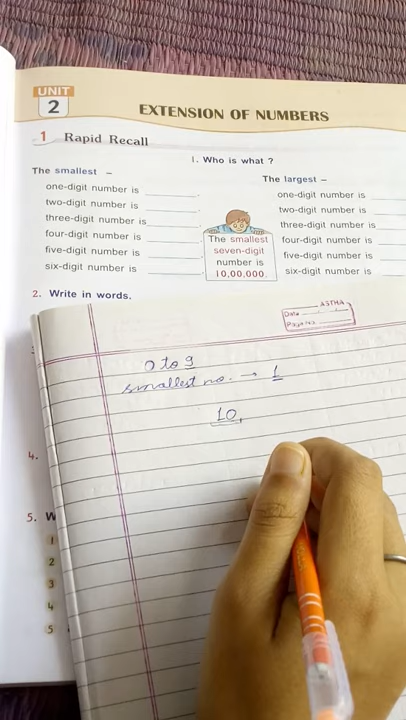 UNIT
2
EXTENSION OF NUMBERS
1 Rapid Recall
1. Who is what ?
The smallest –
one-digit number is
two-digit number is
three-digit number is
four-digit number is
five-digit number is
six-digit number is
The smallest
seven-digit
number is
10,00,000.
The largest –
one-digit number is
two-digit number is
three-digit number is
four-digit number is
five-digit number is
six-digit number is
2. Write in words.
ASTHA
Date
Page No.
0 to 9
smallest no. → 1
10,
4.
5. W
1
2
3
4
5